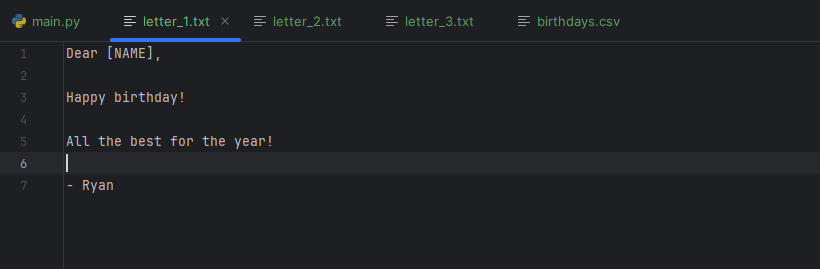 main.py letter_1.txt letter_2.txt letter_3.txt birthdays.csv
1 Dear [NAME],
2
3 Happy birthday!
4
5 All the best for the year!
6
7 - Ryan